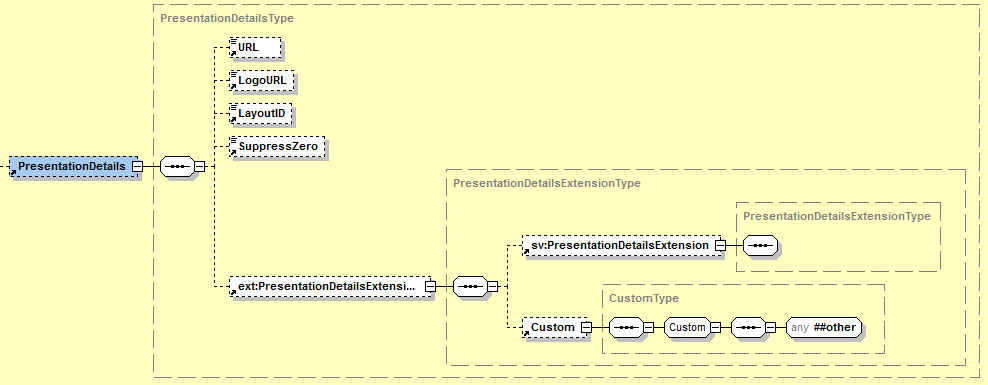 PresentationDetailsType
URL
LogoURL
LayoutID
SuppressZero
PresentationDetails
PresentationDetailsExtensionType
PresentationDetailsExtensionType
sv:PresentationDetailsExtension
ext:PresentationDetailsExtensi...
CustomType
Custom
Custom
any ##other